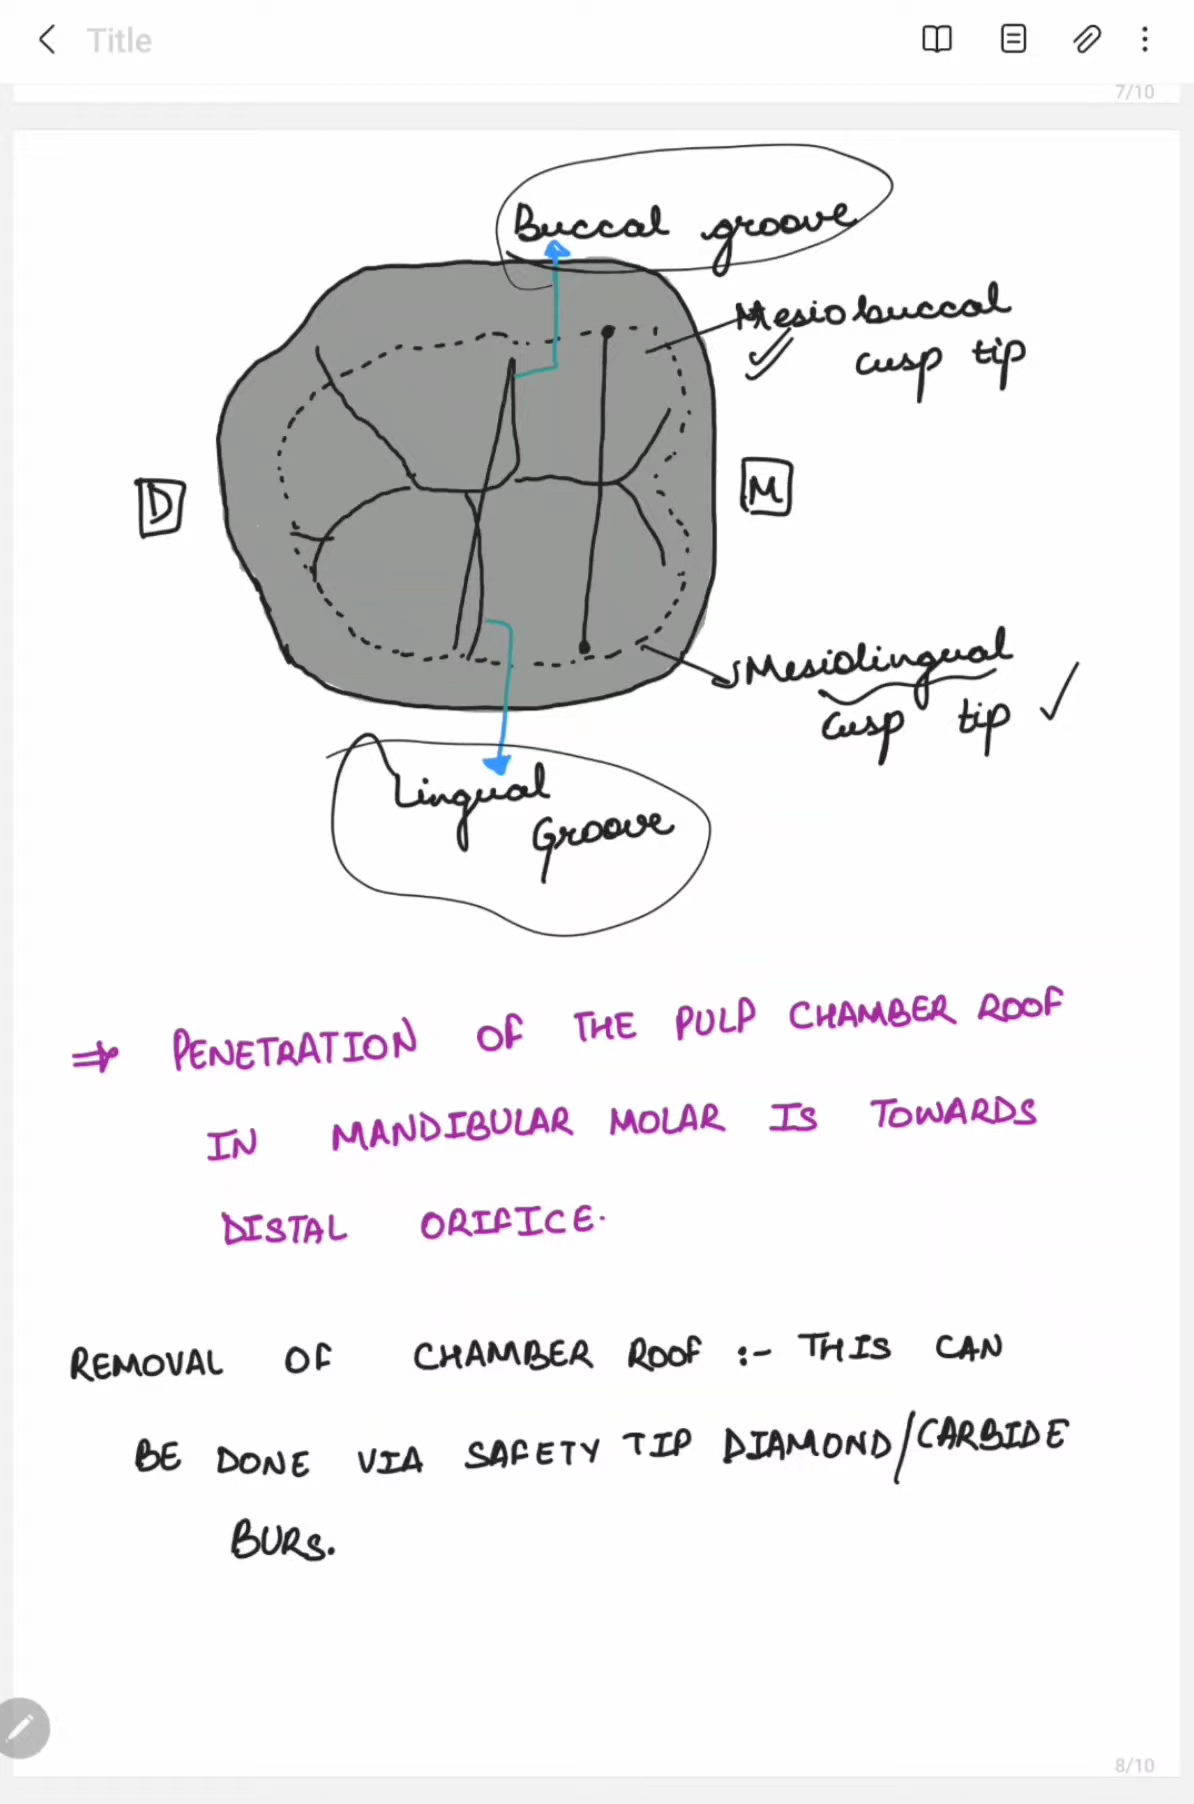 Title
7/10
Buccal groove
Mesiobuccal
cusp tip
D
M
Mesiolingual
cusp tip
Lingual
Groove
⇒ PENETRATION OF THE PULP CHAMBER ROOF
IN MANDIBULAR MOLAR IS TOWARDS
DISTAL ORIFICE.
REMOVAL OF CHAMBER ROOF :- THIS CAN
BE DONE VIA SAFETY TIP DIAMOND/CARBIDE
BURS.
8/10